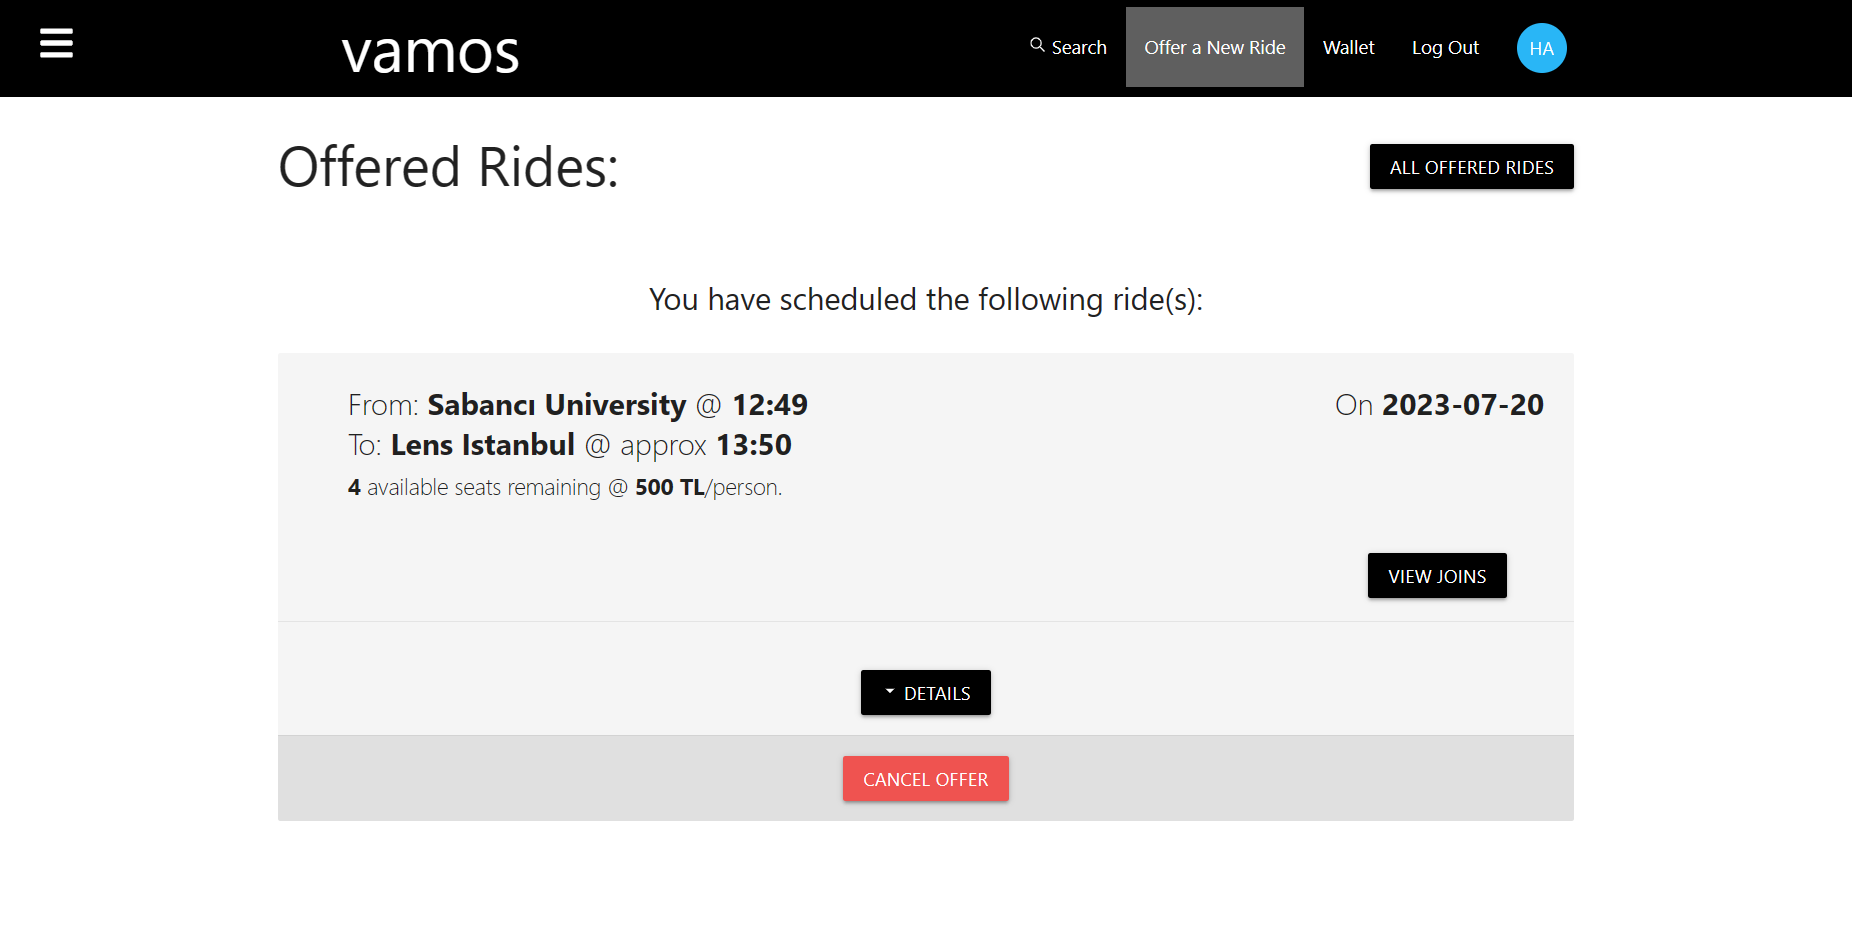 vamos
Search
Offer a New Ride
Wallet
Log Out
HA
Offered Rides:
ALL OFFERED RIDES
You have scheduled the following ride(s):
From: Sabancı University @ 12:49
On 2023-07-20
To: Lens Istanbul @ approx 13:50
4 available seats remaining @ 500 TL/person.
VIEW JOINS
DETAILS
CANCEL OFFER